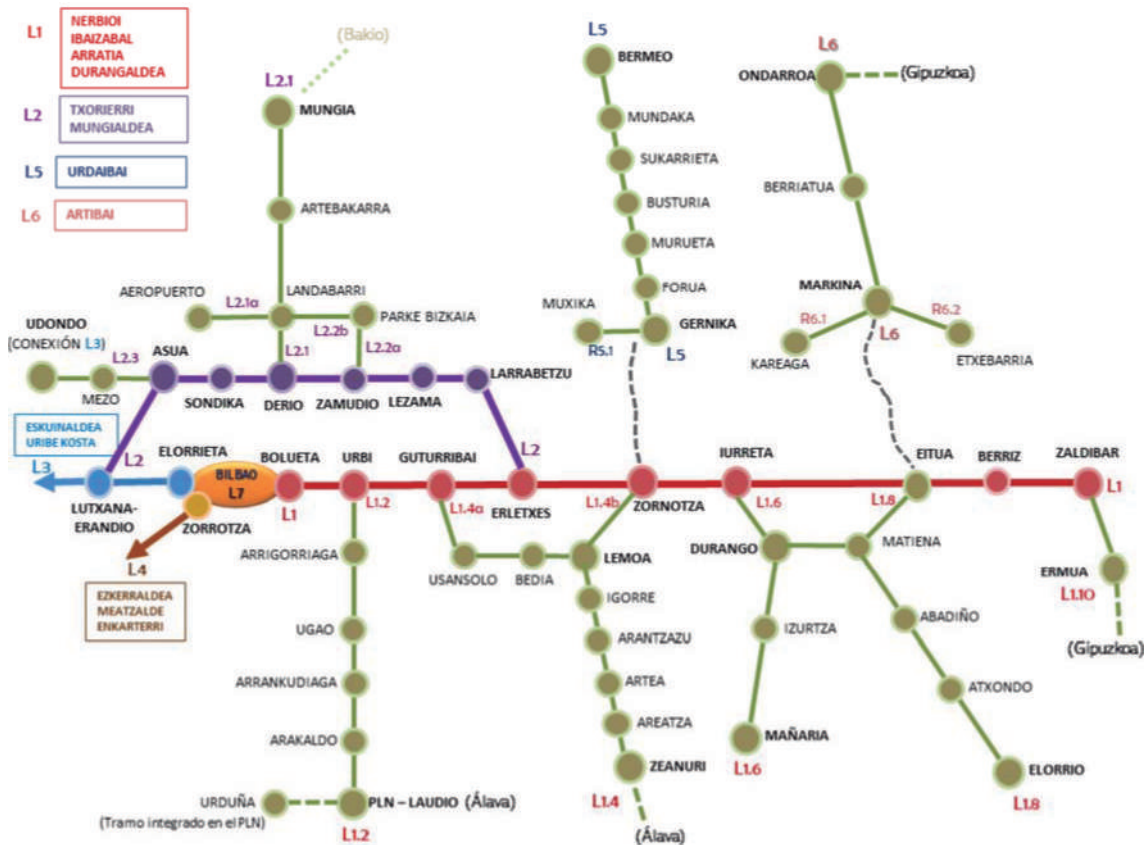 L1
NERBIOI
IBAIZABAL
ARRATIA
DURANGALDEA
L2
TXORIERRI
MUNGIALDEA
L5
URDAIBAI
L6
ARTIBAI
(Bakio)
L2.1
MUNGIA
ARTEBAKARRA
AEROPUERTO
L2.1a
LANDABARRI
L2.2b
PARKE BIZKAIA
L2.2a
L2.1
UDONDO
(CONEXIÓN L3)
L2.3
MEZO
ASUA
SONDIKA
DERIO
ZAMUDIO
LEZAMA
LARRABETZU
L2
L2
L5
BERMEO
MUNDAKA
SUKARRIETA
BUSTURIA
MURUETA
FORUA
MUXIKA
R5.1
GERNIKA
L5
L6
ONDARROA
(Gipuzkoa)
BERRIATUA
MARKINA
R6.1
L6
R6.2
KAREAGA
ETXEBARRIA
ESKUINALDEA
URIBE KOSTA
L3
LUTXANA-
ERANDIO
ELORRIETA
BILBAO
L7
ZORROTZA
L4
EZKERRALDEA
MEATZALDE
ENKARTERRI
BOLUETA
L1
URBI
L1.2
GUTURRIBAI
L1.4a
ERLETXES
L1.4b
ZORNOTZA
IURRETA
L1.6
L1.8
EITUA
BERRIZ
ZALDIBAR
L1
ARRIGORRIAGA
UGAO
ARRANKUDIAGA
ARAKALDO
URDUÑA
(Tramo integrado en el PLN)
PLN – LAUDIO (Álava)
L1.2
USANSOLO
BEDIA
LEMOA
IGORRE
ARANTZAZU
ARTEA
AREATZA
ZEANURI
L1.4
(Álava)
DURANGO
IZURTZA
MAÑARIA
L1.6
MATIENA
ABADIÑO
ATXONDO
ELORRIO
L1.8
ERMUA
L1.10
(Gipuzkoa)